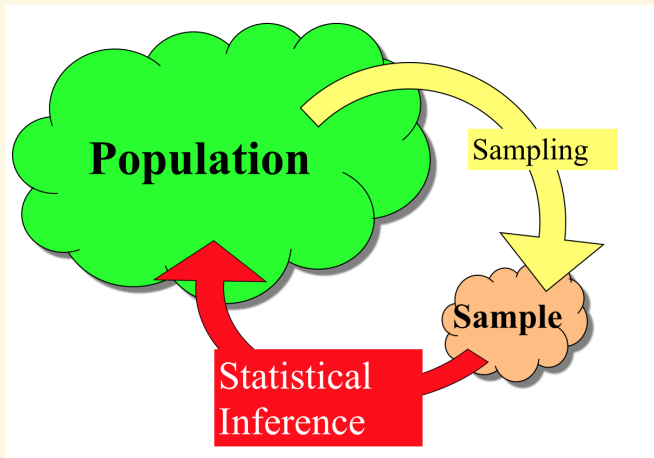 Population
Sampling
Sample
Statistical
Inference